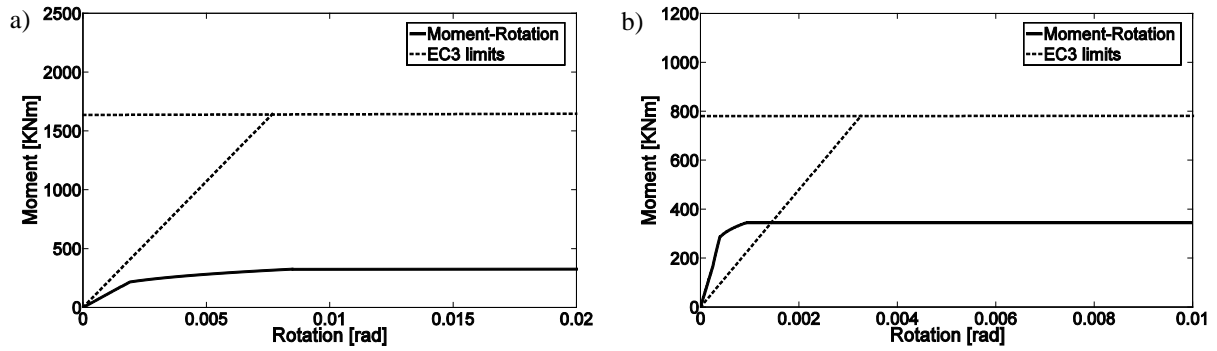 a)
Moment [KNm]
2500
2000
1500
1000
500
0
0
0.005
0.01
0.015
0.02
Rotation [rad]
Moment-Rotation
EC3 limits
b)
Moment [KNm]
1200
1000
800
600
400
200
0
0
0.002
0.004
0.006
0.008
0.01
Rotation [rad]
Moment-Rotation
EC3 limits